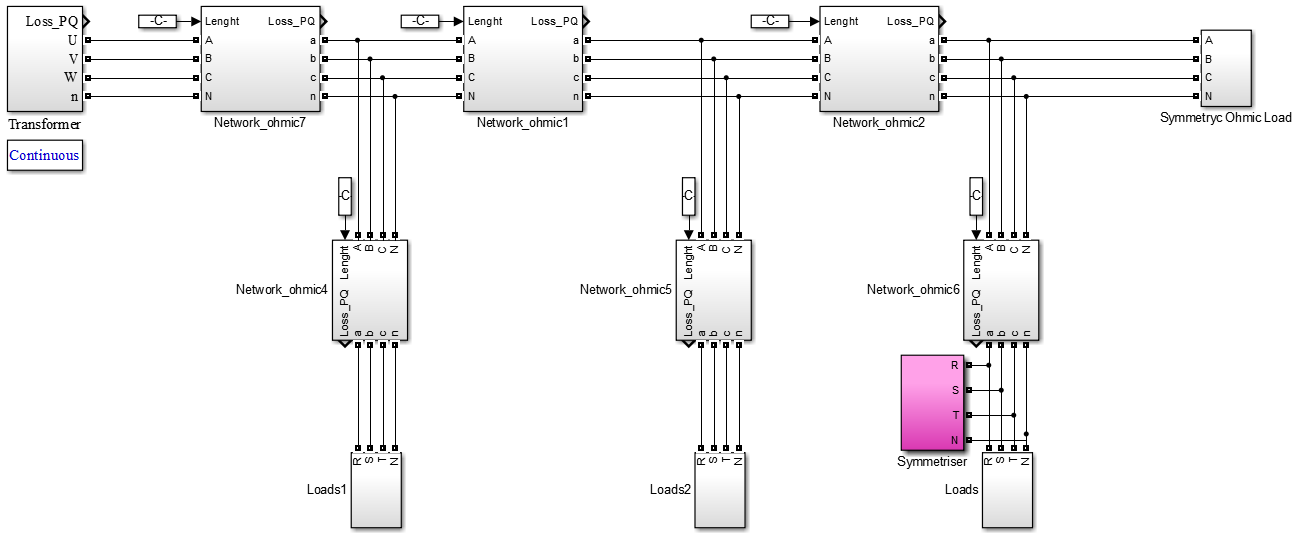 Loss_PQ
U
V
W
n
Transformer
Continuous
-C-
Lenght
Loss_PQ
A
a
B
b
C
c
N
n
Network_ohmic7
-C-
Lenght
Loss_PQ
A
a
B
b
C
c
N
n
Network_ohmic1
-C-
Lenght
Loss_PQ
A
a
B
b
C
c
N
n
Network_ohmic2
A
B
C
N
Symmetryc Ohmic Load
-C-
Lenght
A
B
C
N
Network_ohmic4
Loss_PQ
a
b
c
n
-C-
Lenght
A
B
C
N
Network_ohmic5
Loss_PQ
a
b
c
n
-C-
Lenght
A
B
C
N
Network_ohmic6
Loss_PQ
a
b
c
n
R
S
T
N
Symmetriser
R
S
T
N
Loads1
R
S
T
N
Loads2
R
S
T
N
Loads